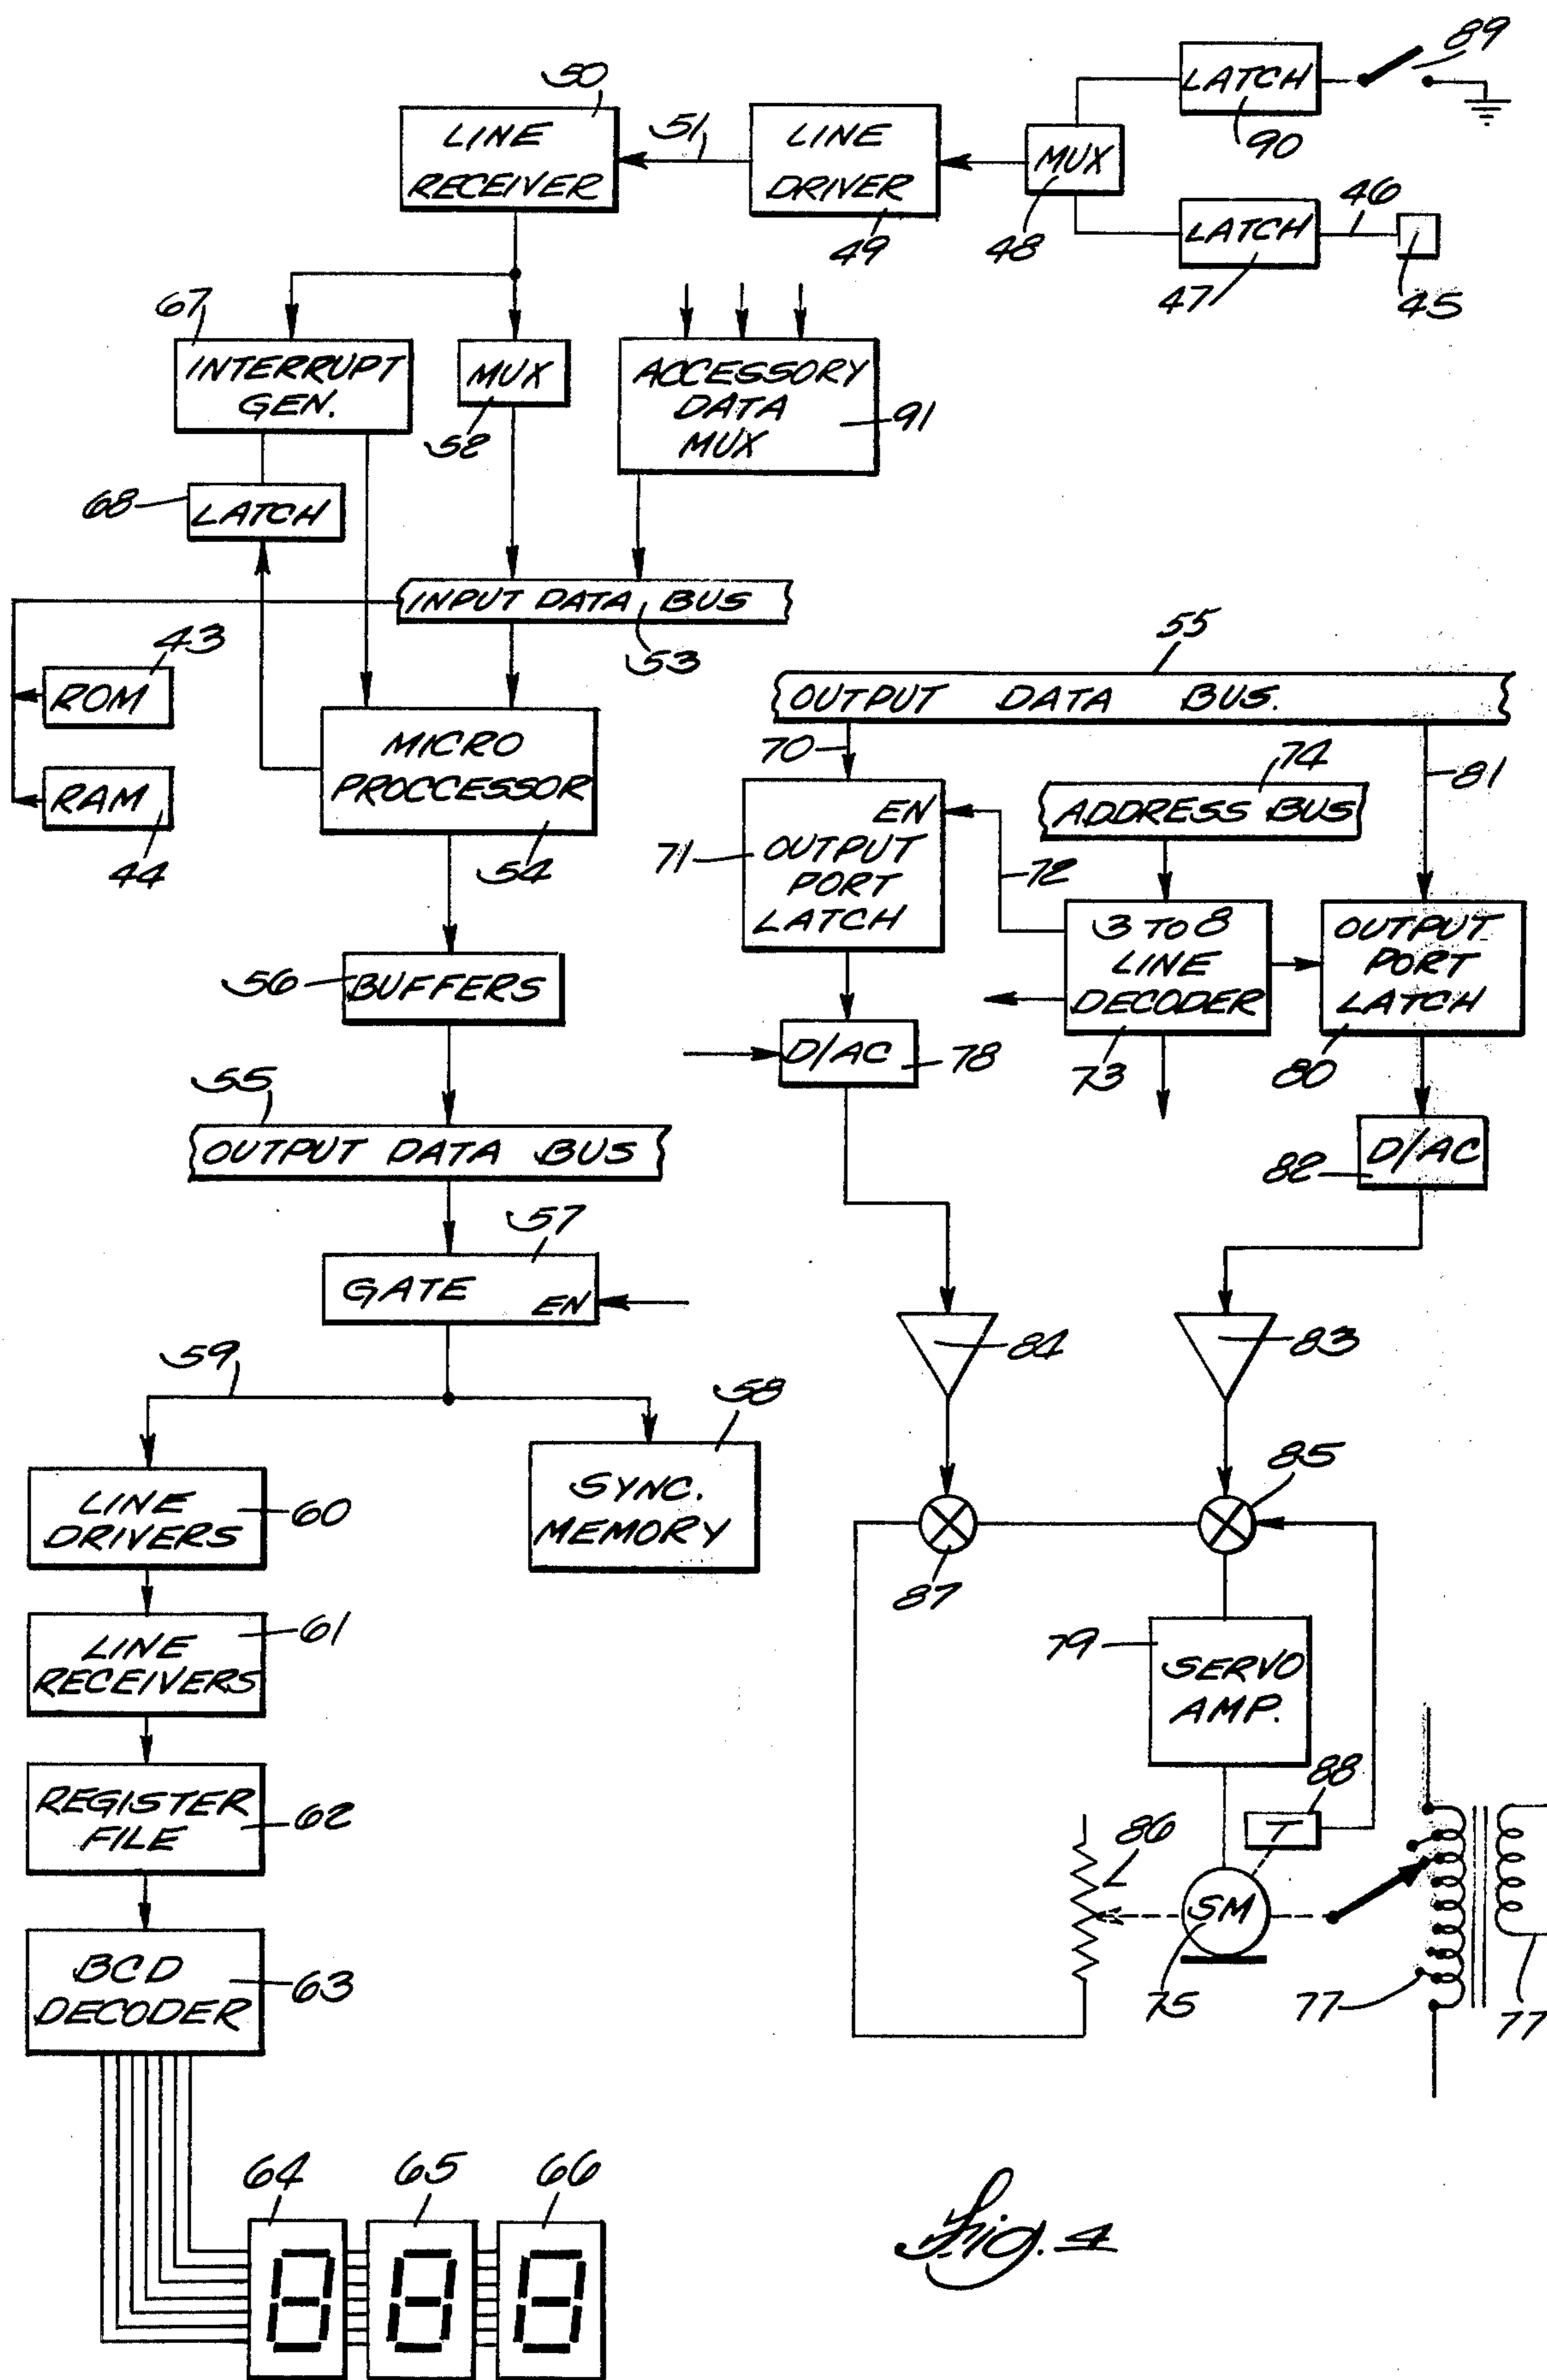 50
LINE
RECEIVER
51
LINE
DRIVER
49
MUX
48
LATCH
90
89
LATCH
47
46
45
67
INTERRUPT
GEN.
MUX
52
ACCESSORY
DATA
MUX
91
68
LATCH
INPUT DATA BUS
53
43
ROM
RAM
44
MICRO
PROCCESSOR
54
55
OUTPUT DATA BUS.
70
EN
71
OUTPUT
PORT
LATCH
72
74
ADDRESS BUS
81
3 TO 8
LINE
DECODER
73
OUTPUT
PORT
LATCH
80
56
BUFFERS
D/AC
78
D/AC
82
55
OUTPUT DATA BUS
57
GATE
EN
84
83
59
58
SYNC.
MEMORY
60
LINE
DRIVERS
61
LINE
RECEIVERS
62
REGISTER
FILE
63
BCD
DECODER
85
87
79
SERVO
AMP.
88
T
86
SM
75
77
77
64
65
66
8
8
8
Fig. 4